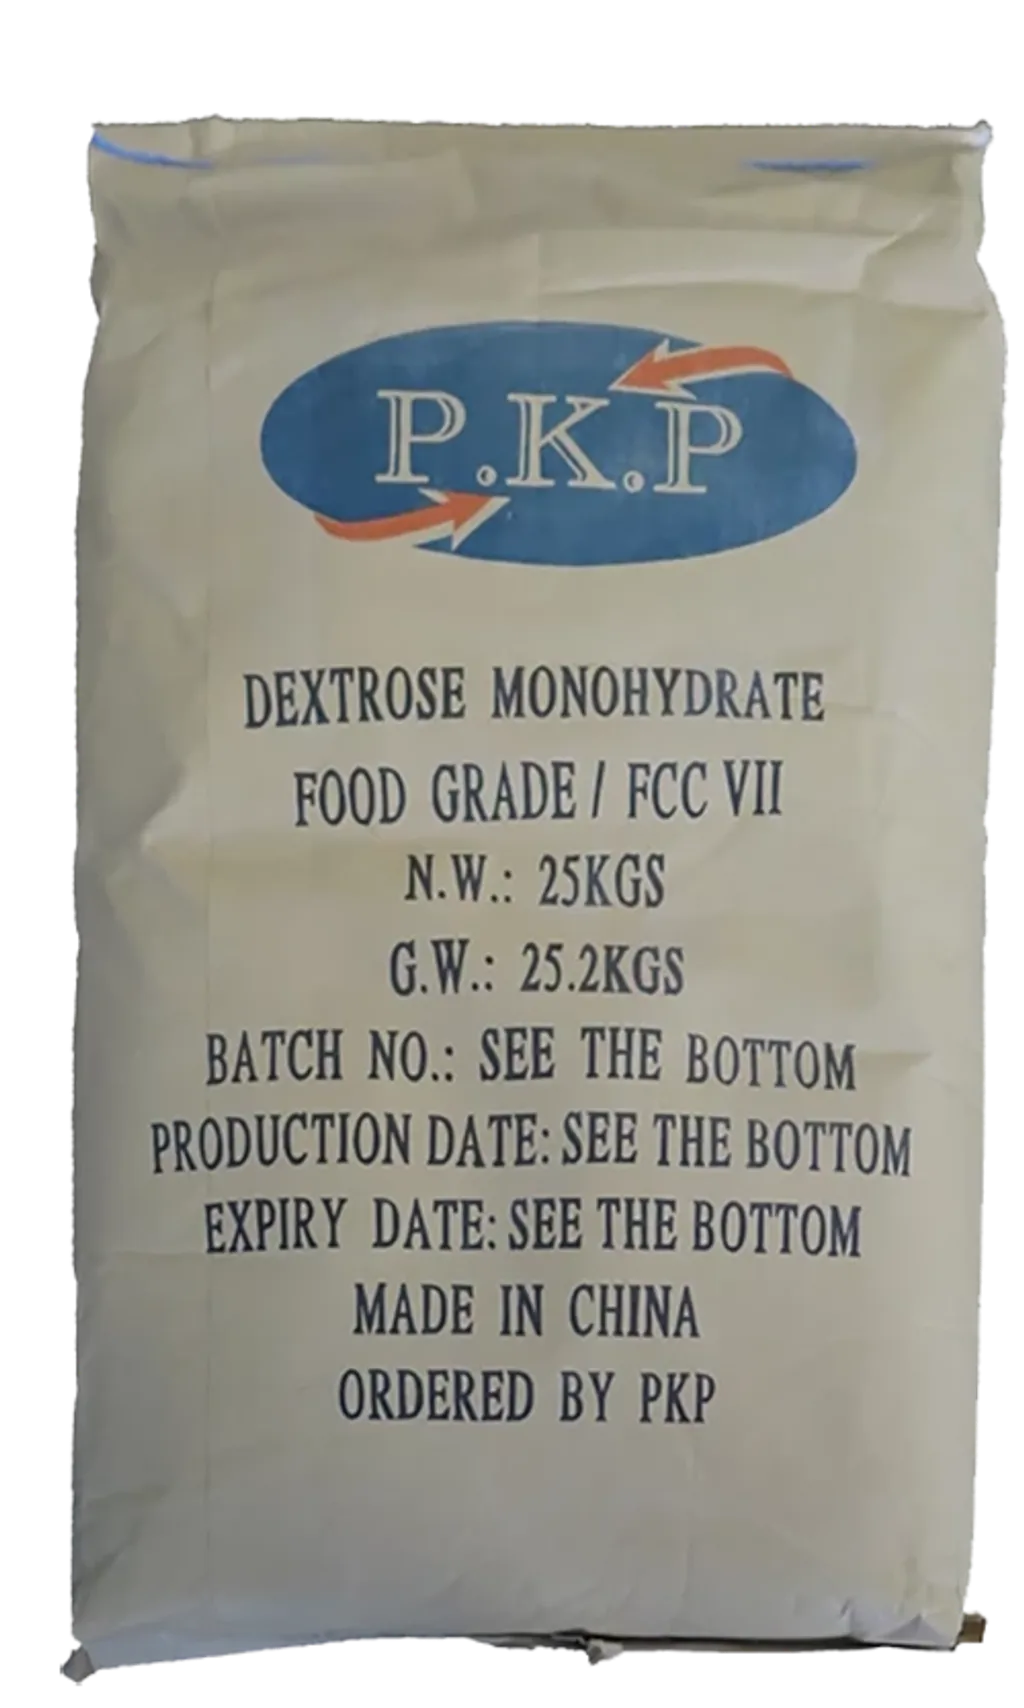 P.K.P
DEXTROSE MONOHYDRATE
FOOD GRADE / FCC VII
N.W.: 25KGS
G.W.: 25.2KGS
BATCH NO.: SEE THE BOTTOM
PRODUCTION DATE: SEE THE BOTTOM
EXPIRY DATE: SEE THE BOTTOM
MADE IN CHINA
ORDERED BY PKP